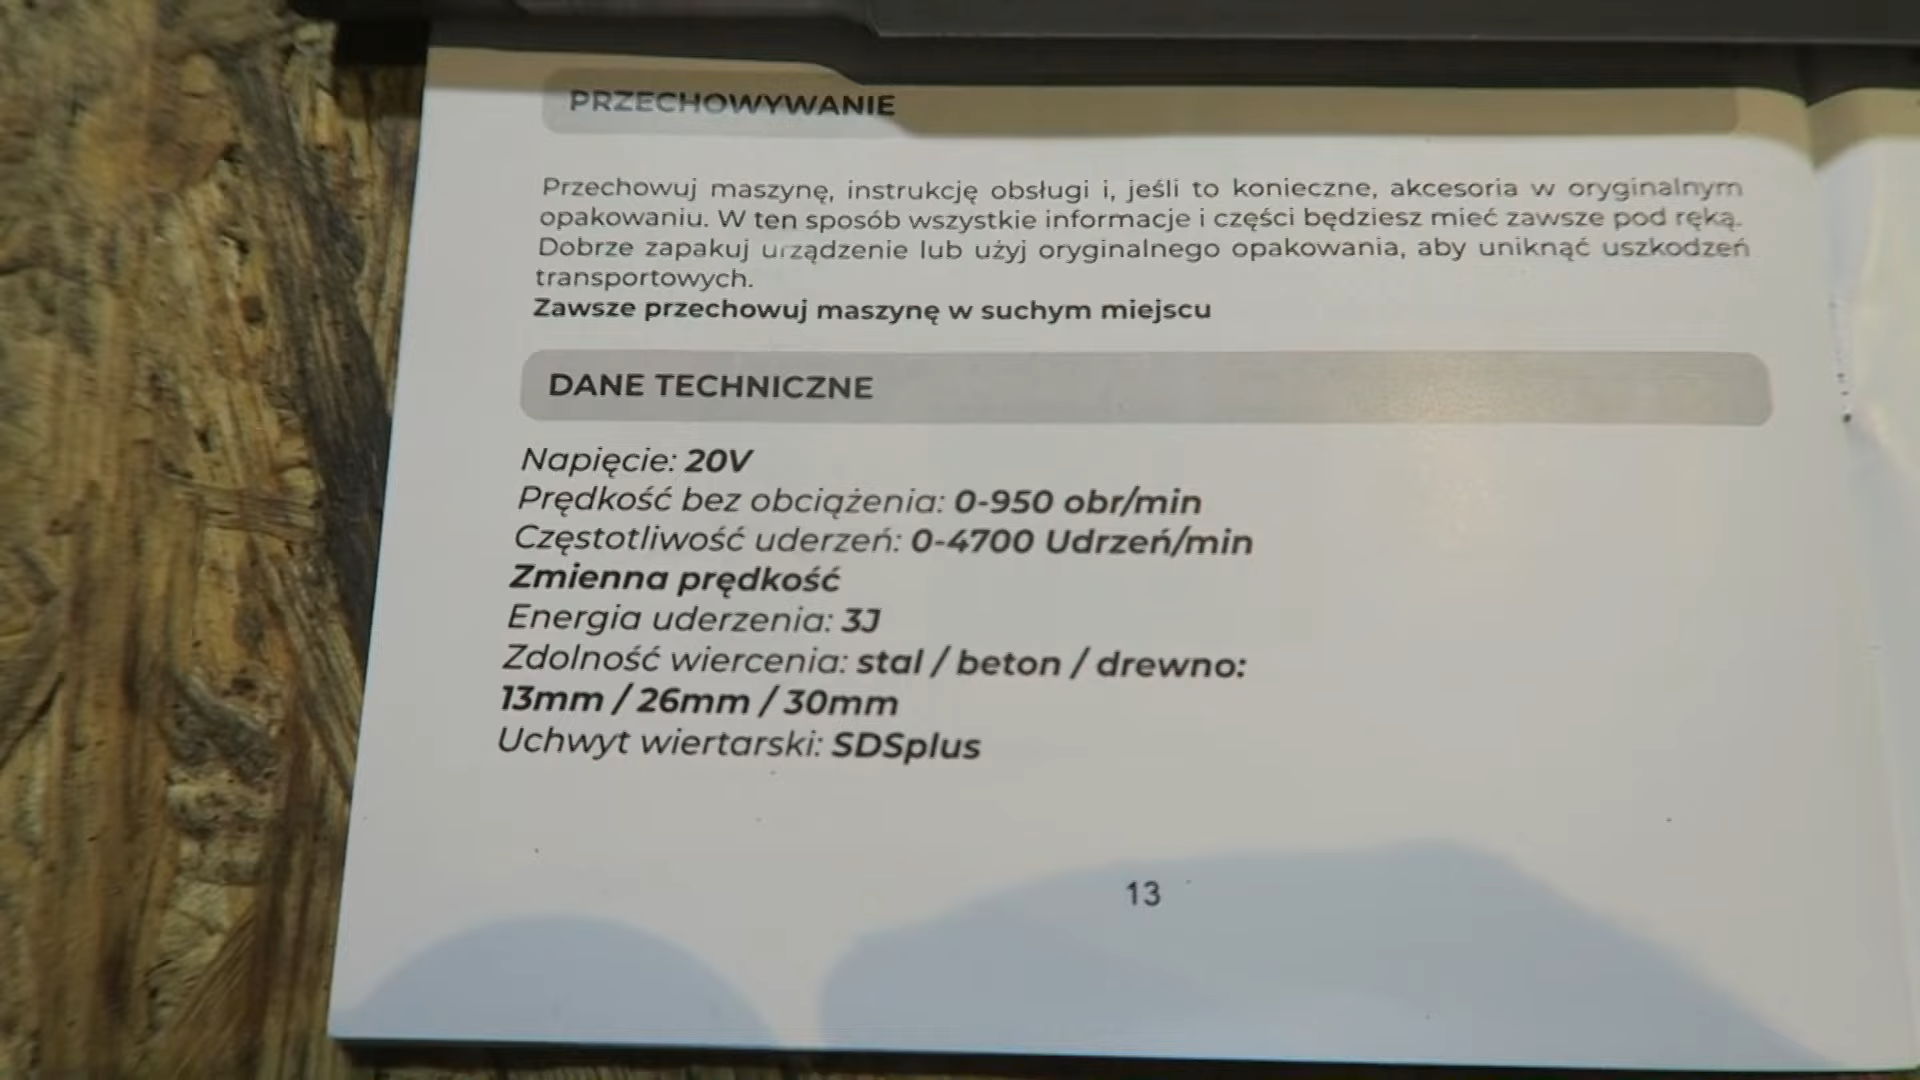 PRZECHOWYWANIE
Przechowuj maszynę, instrukcję obsługi i, jeśli to konieczne, akcesoria w oryginalnym
opakowaniu. W ten sposób wszystkie informacje i części będziesz mieć zawsze pod ręką.
Dobrze zapakuj urządzenie lub użyj oryginalnego opakowania, aby uniknąć uszkodzeń
transportowych.
Zawsze przechowuj maszynę w suchym miejscu
DANE TECHNICZNE
Napięcie: 20V
Prędkość bez obciążenia: 0-950 obr/min
Częstotliwość uderzeń: 0-4700 Udrzeń/min
Zmienna prędkość
Energia uderzenia: 3J
Zdolność wiercenia: stal / beton / drewno:
13mm / 26mm / 30mm
Uchwyt wiertarski: SDSplus
13